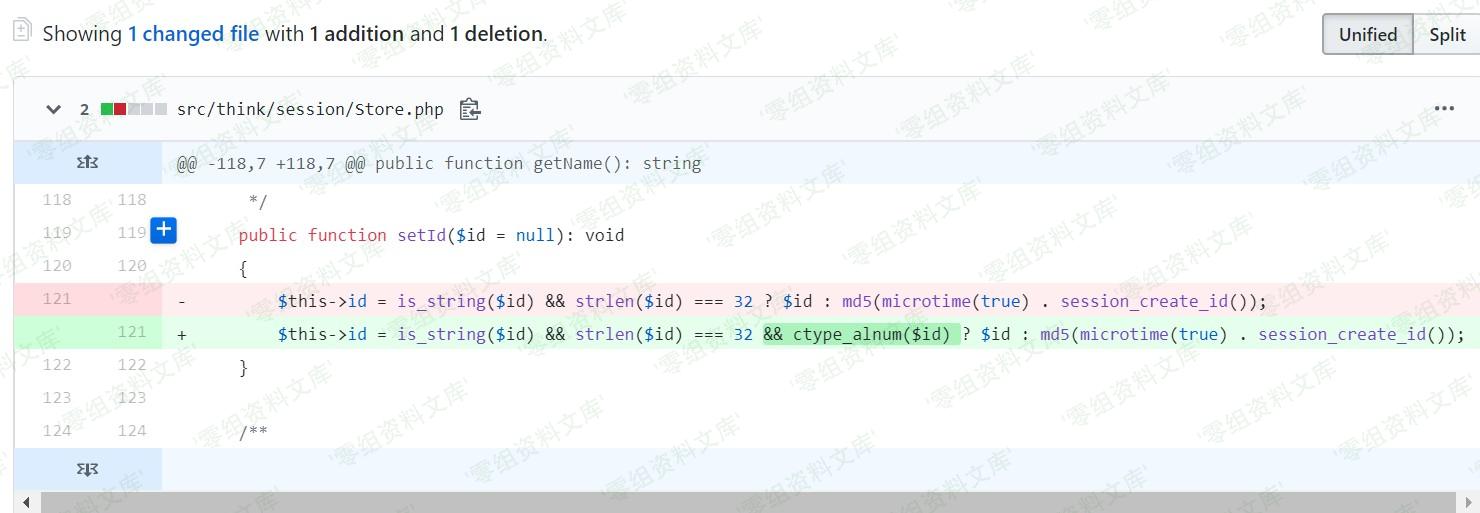 Showing 1 changed file with 1 addition and 1 deletion.
Unified Split
2 src/think/session/Store.php
@@ -118,7 +118,7 @@ public function getName(): string
118 118 */
119 119 public function setId($id = null): void
120 120 120 {
121 - $this->id = is_string($id) && strlen($id) === 32 ? $id : md5(microtime(true) . session_create_id());
121 + $this->id = is_string($id) && strlen($id) === 32 && ctype_alnum($id) ? $id : md5(microtime(true) . session_create_id());
122 122 }
123 123
124 124 /**
'零组资料文库'